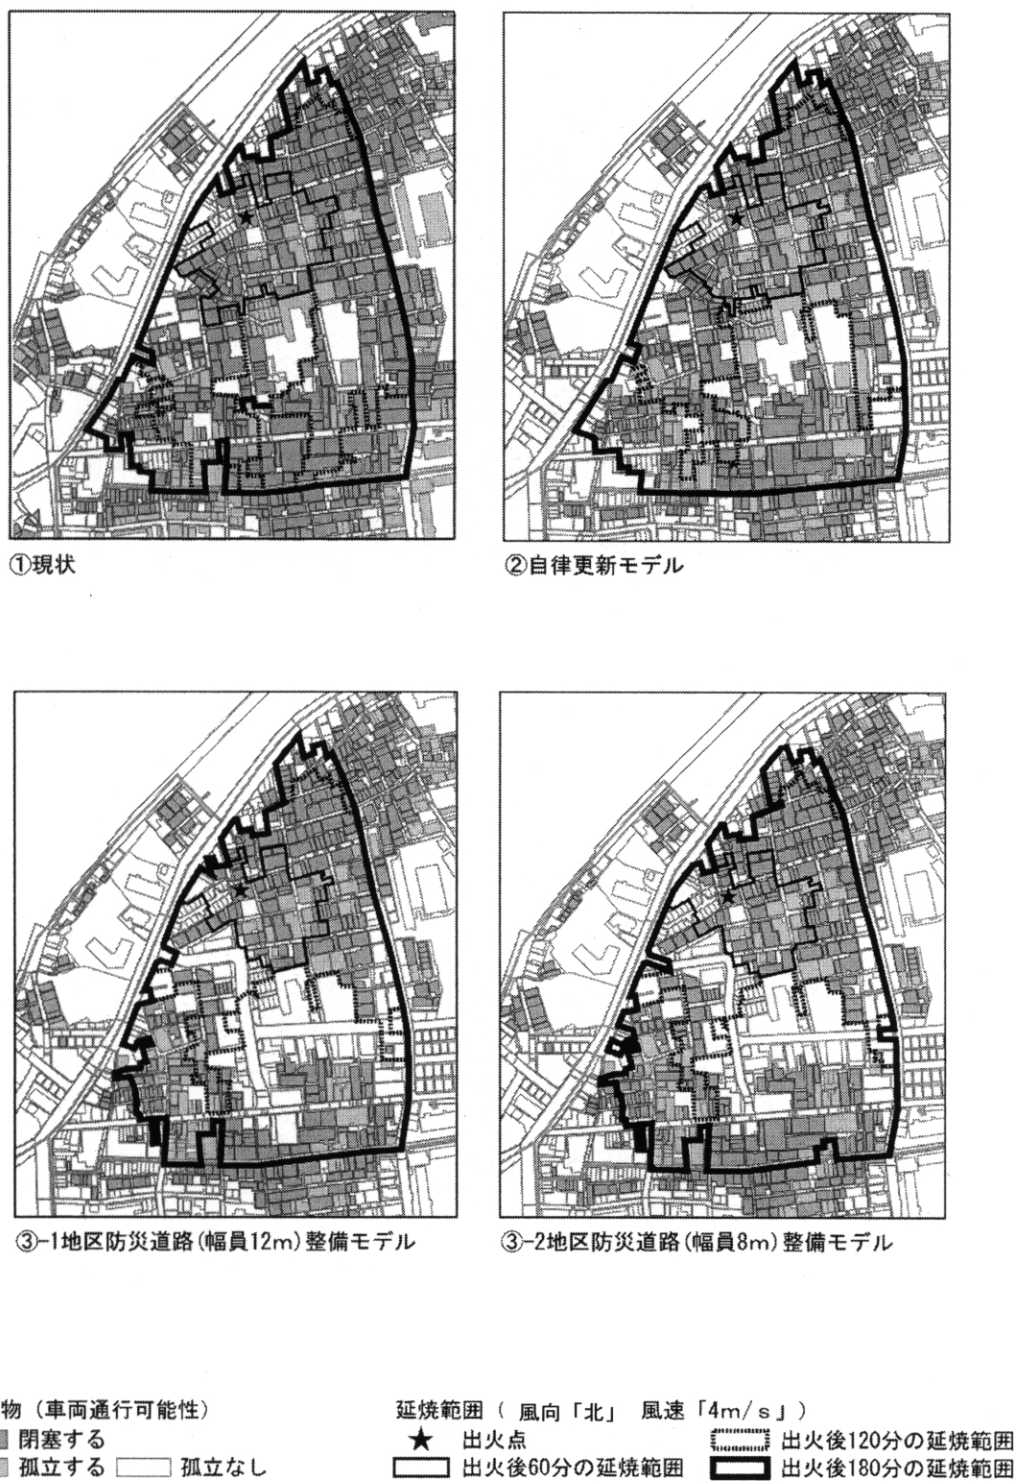 ①現状
②自律更新モデル
③-1地区防災道路(幅員12m)整備モデル
③-2地区防災道路(幅員8m)整備モデル
物 (車両通行可能性)
閉塞する
孤立する 孤立なし
延焼範囲 ( 風向「北」 風速「4m/s」)
★ 出火点
出火後60分の延焼範囲
出火後120分の延焼範囲
出火後180分の延焼範囲